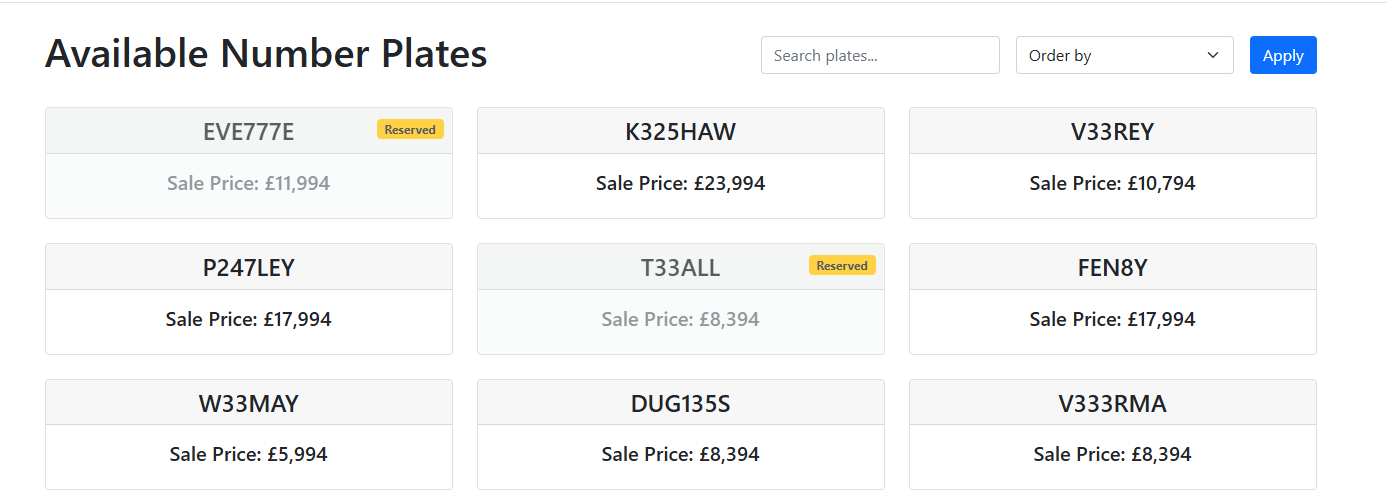 Available Number Plates
Search plates...
Order by
Apply
EVE777E
Reserved
Sale Price: £11,994
K325HAW
Sale Price: £23,994
V33REY
Sale Price: £10,794
P247LEY
Sale Price: £17,994
T33ALL
Reserved
Sale Price: £8,394
FEN8Y
Sale Price: £17,994
W33MAY
Sale Price: £5,994
DUG135S
Sale Price: £8,394
V333RMA
Sale Price: £8,394